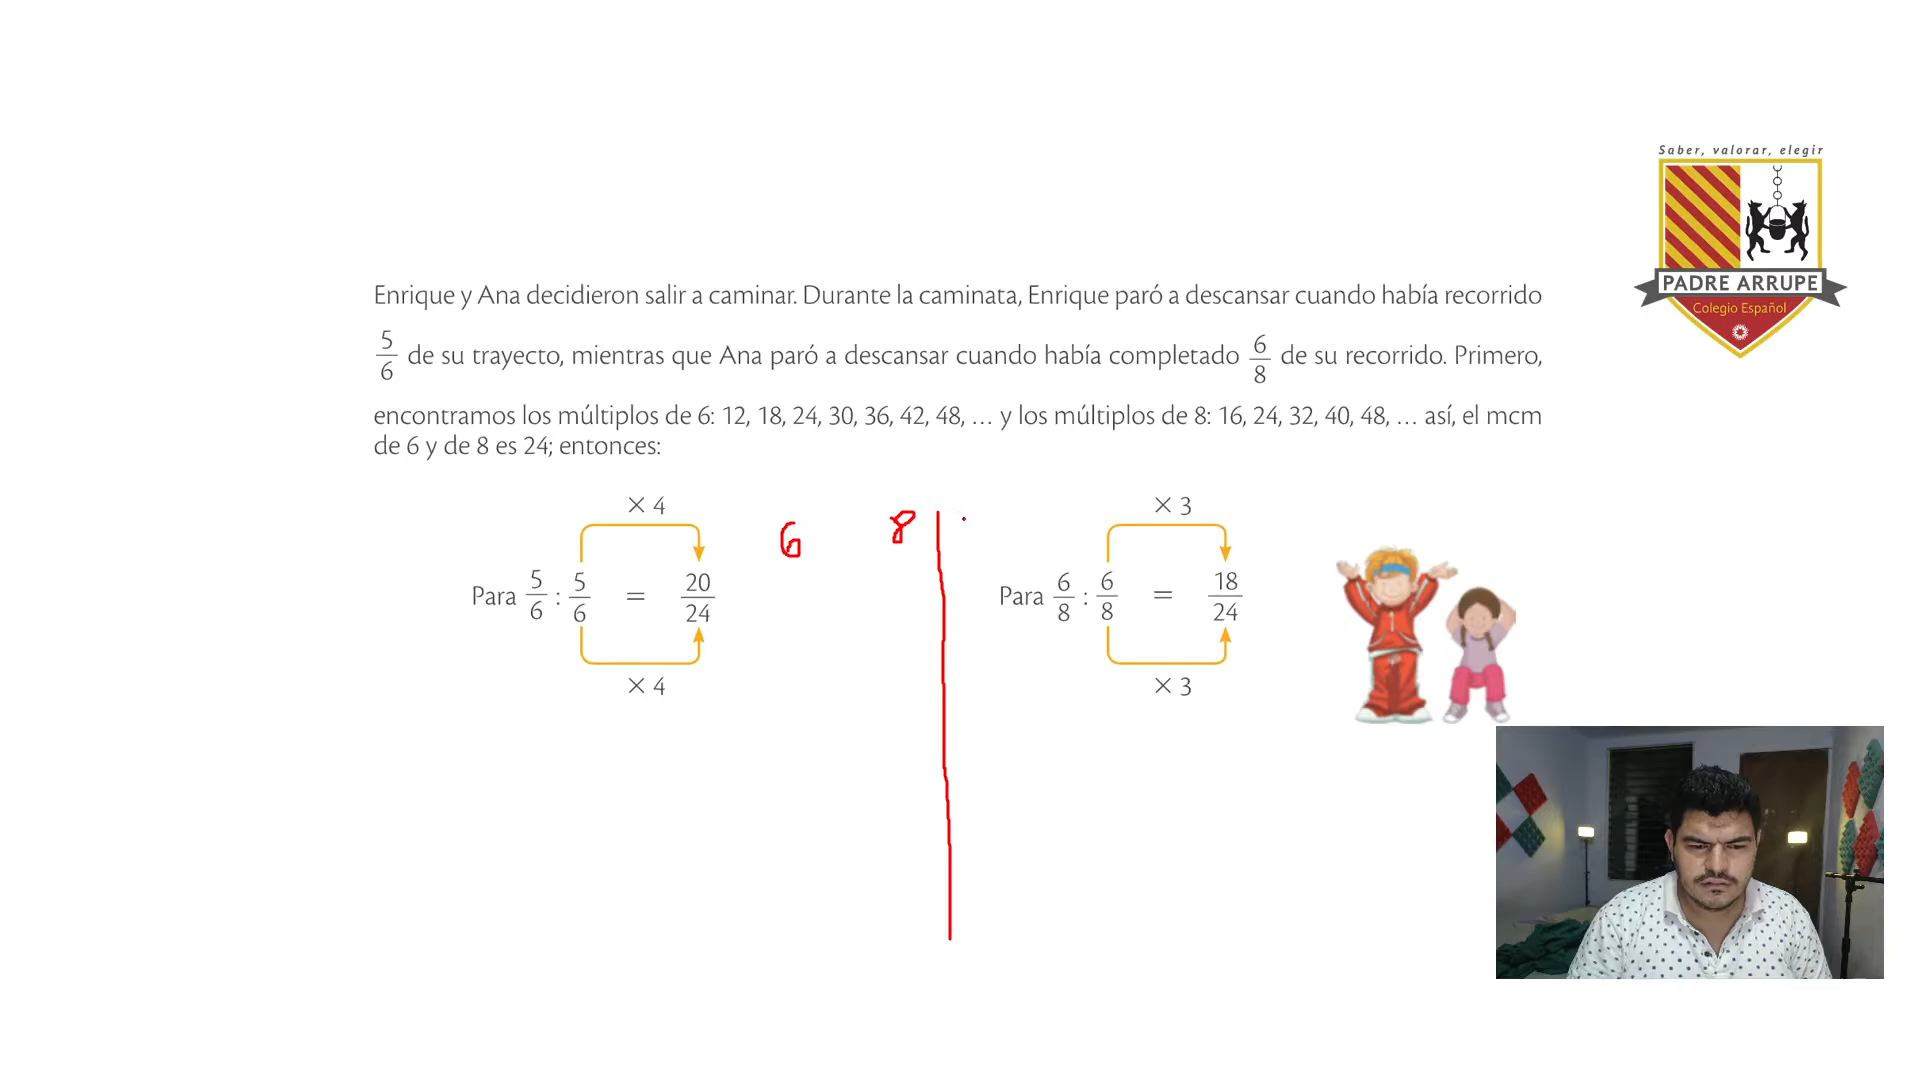 Saber, valorar, elegir
PADRE ARRUPE
Colegio Español
Enrique y Ana decidieron salir a caminar. Durante la caminata, Enrique paró a descansar cuando había recorrido
5/6 de su trayecto, mientras que Ana paró a descansar cuando había completado 6/8 de su recorrido. Primero,
encontramos los múltiplos de 6: 12, 18, 24, 30, 36, 42, 48, … y los múltiplos de 8: 16, 24, 32, 40, 48, … así, el mcm
de 6 y de 8 es 24; entonces:
× 4
Para 5/6 : 5/6 = 20/24
× 4
6 8
× 3
Para 6/8 : 6/8 = 18/24
× 3